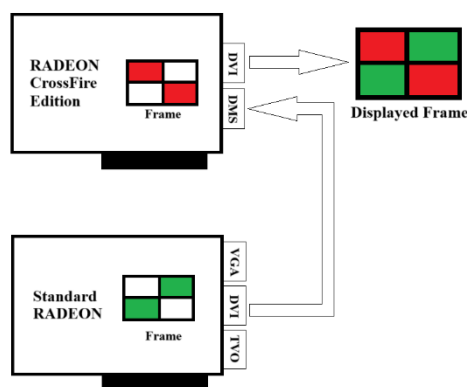 RADEON
CrossFire
Edition
Frame
DVI
DMS
Displayed Frame
Standard
RADEON
Frame
VGA
DVI
TVO